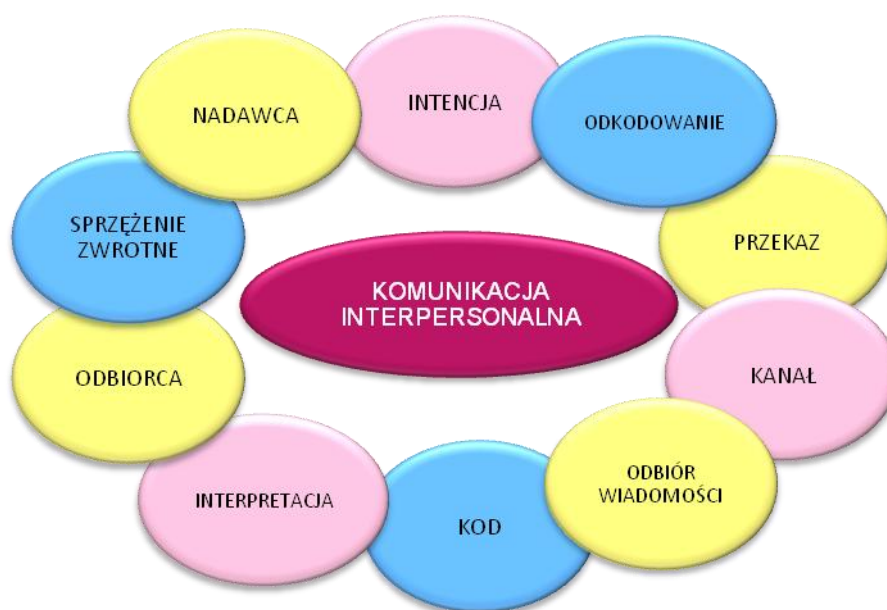 NADAWCA
INTENCJA
ODKODOWANIE
PRZEKAZ
KANAŁ
ODBIÓR
WIADOMOŚCI
KOD
INTERPRETACJA
ODBIORCA
SPRZĘŻENIE
ZWROTNE
KOMUNIKACJA
INTERPERSONALNA